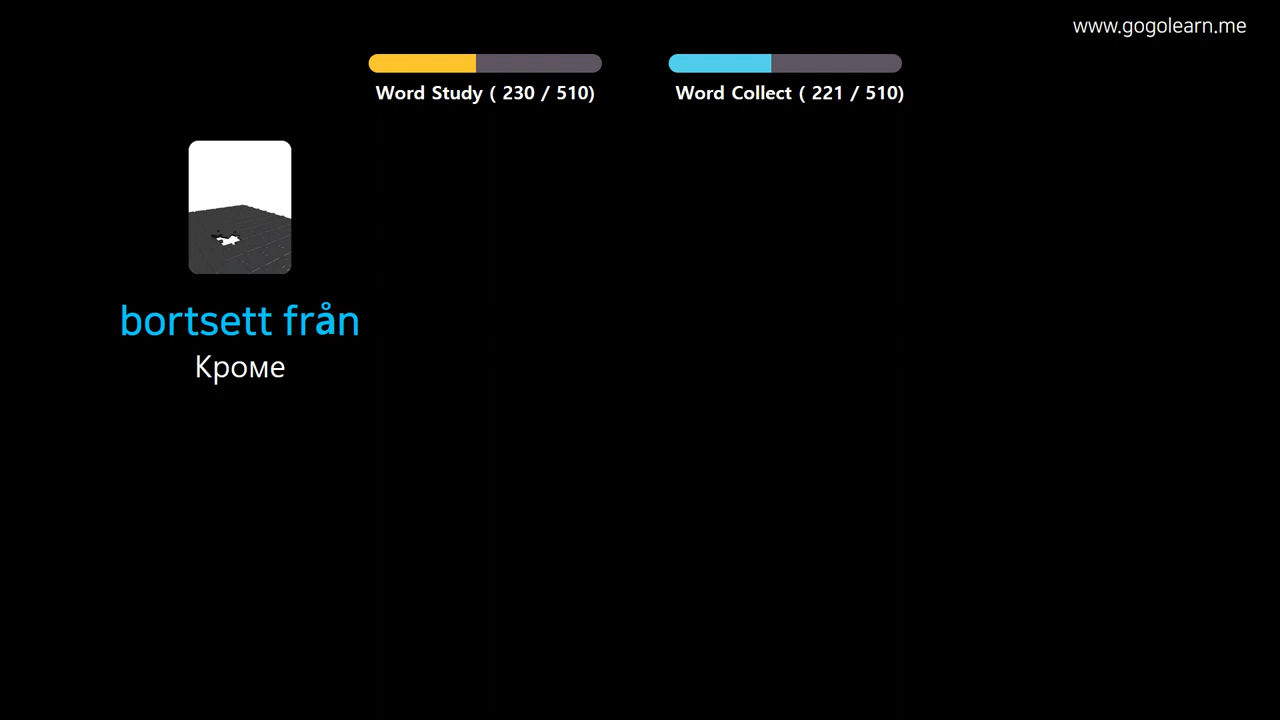 www.gogolearn.me
Word Study ( 230 / 510)
Word Collect ( 221 / 510)
bortsett från
Кроме